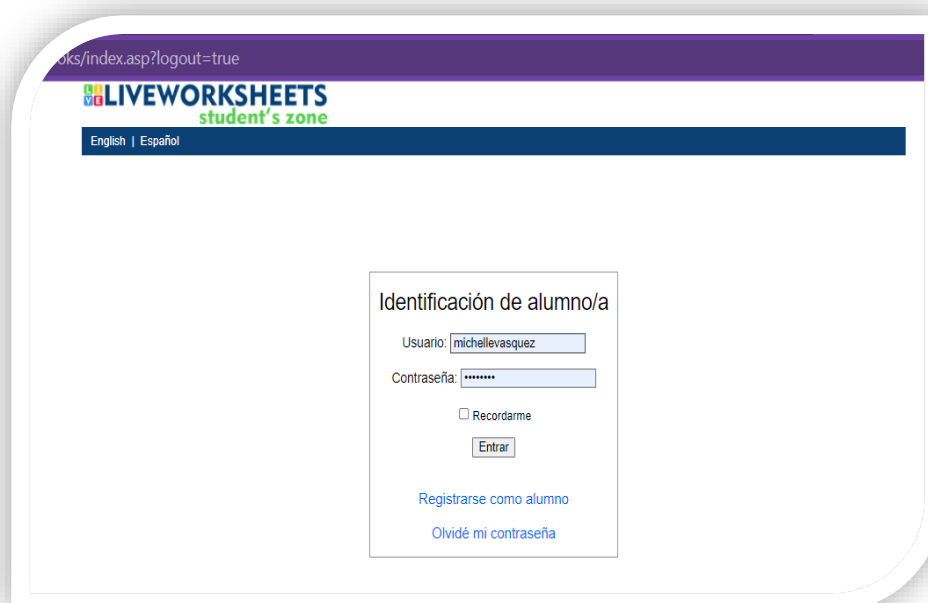 oks/index.asp?logout=true
LIVE LIVEWORKSHEETS
student's zone
English | Español
Identificación de alumno/a
Usuario: michellevasquez
Contraseña: ••••••••
Recordarme
Entrar
Registrarse como alumno
Olvidé mi contraseña